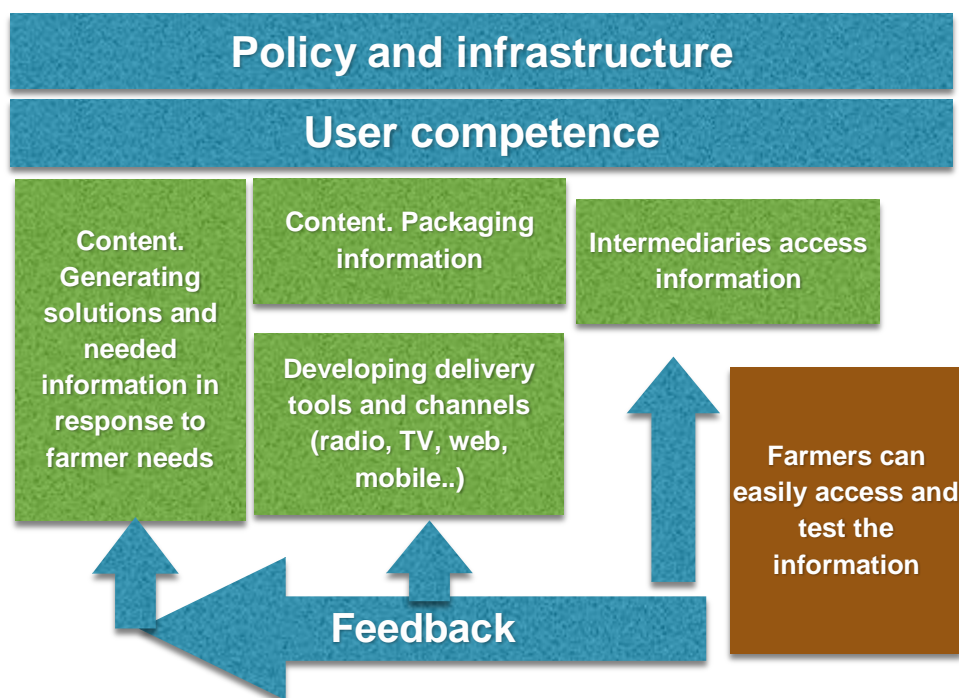 Policy and infrastructure
User competence
Content.
Generating
solutions and
needed
information in
response to
farmer needs
Content. Packaging
information
Developing delivery
tools and channels
(radio, TV, web,
mobile..)
Intermediaries access
information
Farmers can
easily access and
test the
information
Feedback